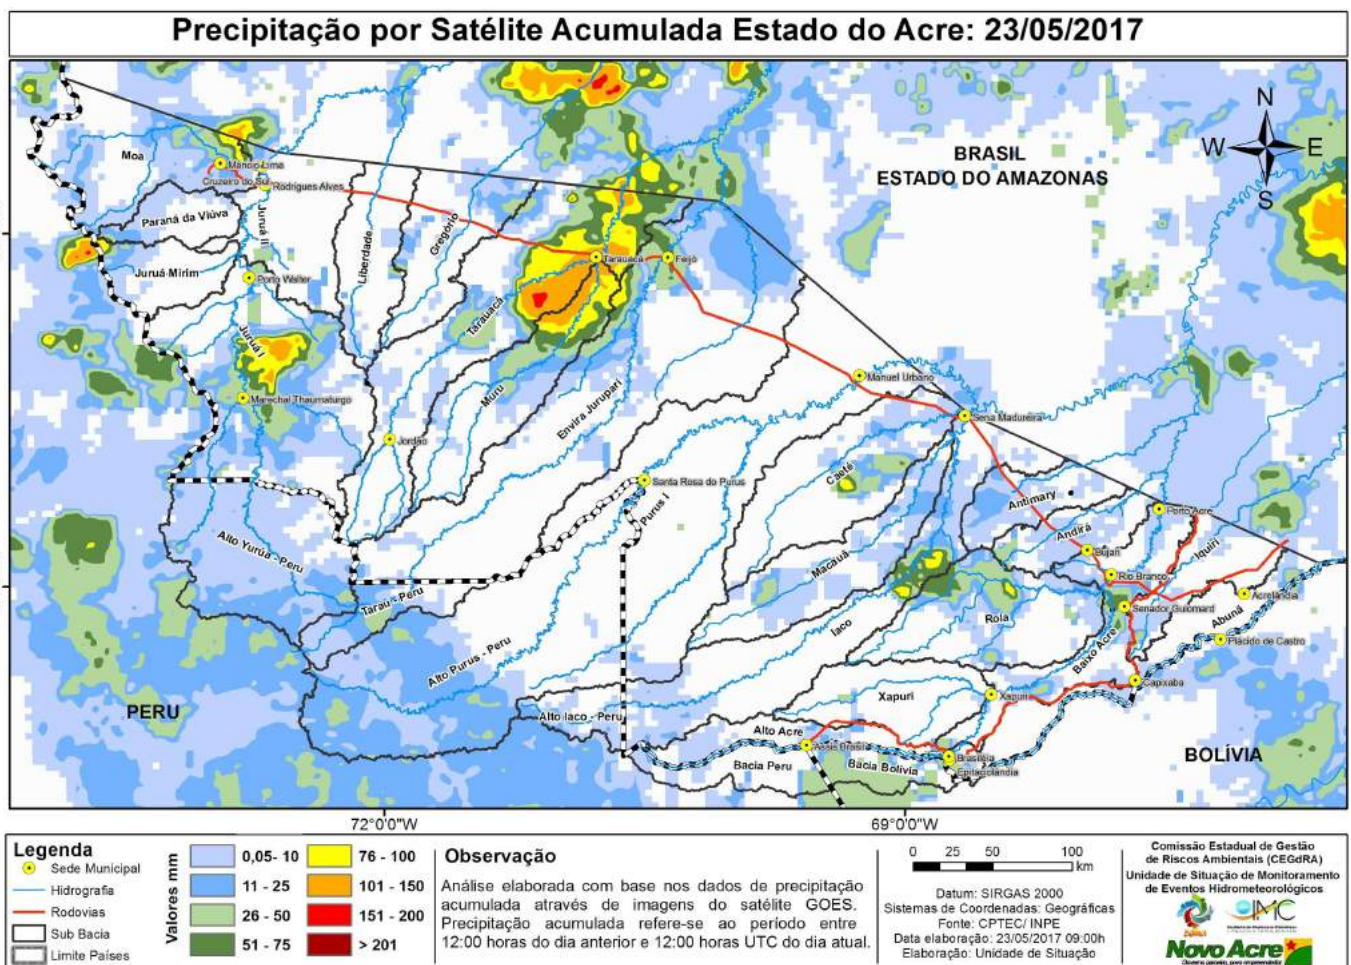 Precipitação por Satélite Acumulada Estado do Acre: 23/05/2017
N
W
E
S
BRASIL
ESTADO DO AMAZONAS
Moa
Mâncio Lima
Cruzeiro do Sul
Rodrigues Alves
Paraná da Viúva
Juruá II
Liberdade
Gregório
Juruá-Mirim
Porto Walter
Tarauacá
Feijó
Tarauacá
Juruá I
Marechal Thaumaturgo
Muru
Envira Jurupari
Manuel Urbano
Jordão
Sena Madureira
Santa Rosa do Purus
Purus I
Caeté
Antimary
Porto Acre
Andirá
Bujari
Iquiri
Alto Yurúa - Peru
Macauã
Rio Branco
Taraú - Peru
Senador Guiomard
Acrelândia
Abunã
Iaco
Rola
Baixo Acre
Plácido de Castro
Alto Purus - Peru
Capixaba
Xapuri
Xapuri
PERU
Alto Iaco - Peru
Alto Acre
Assis Brasil
Bacia Peru
Bacia Bolívia
Brasiléia
Epitaciolândia
BOLÍVIA
72°0'0"W
69°0'0"W
Legenda
Sede Municipal
Hidrografia
Rodovias
Sub Bacia
Limite Países
Valores mm
0,05- 10
11 - 25
26 - 50
51 - 75
76 - 100
101 - 150
151 - 200
> 201
Observação
Análise elaborada com base nos dados de precipitação
acumulada através de imagens do satélite GOES.
Precipitação acumulada refere-se ao período entre
12:00 horas do dia anterior e 12:00 horas UTC do dia atual.
0 25 50 100
km
Datum: SIRGAS 2000
Sistemas de Coordenadas: Geográficas
Fonte: CPTEC/ INPE
Data elaboração: 23/05/2017 09:00h
Elaboração: Unidade de Situação
Comissão Estadual de Gestão
de Riscos Ambientais (CEGdRA)
Unidade de Situação de Monitoramento
de Eventos Hidrometeorológicos
IMC
Novo Acre